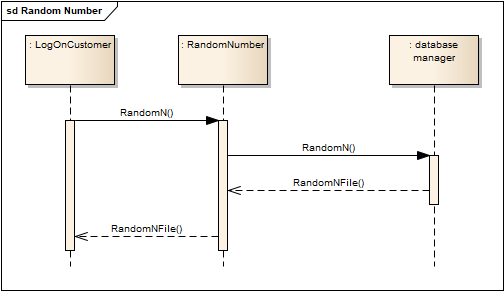 sd Random Number
: LogOnCustomer
: RandomNumber
: database
manager
RandomN()
RandomN()
RandomNFile()
RandomNFile()